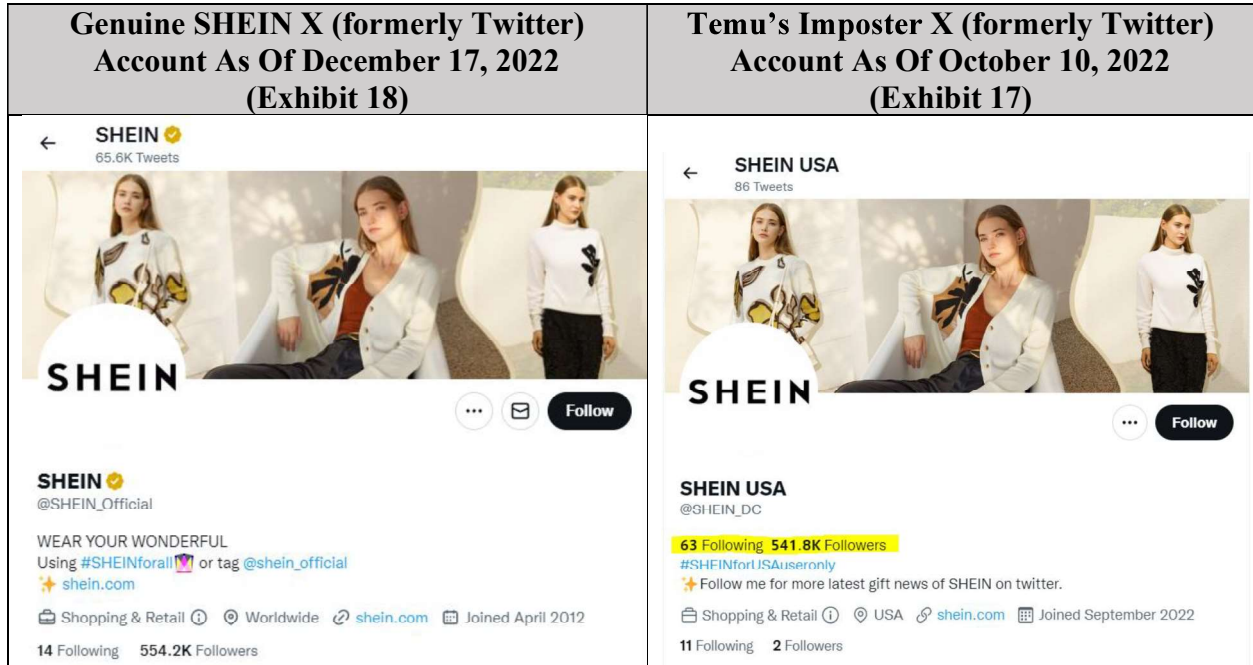 Genuine SHEIN X (formerly Twitter)
Account As Of December 17, 2022
(Exhibit 18)
SHEIN
65.6K Tweets
SHEIN
Follow
SHEIN
@SHEIN_Official
WEAR YOUR WONDERFUL
Using #SHEINforall or tag @shein_official
shein.com
Shopping & Retail Worldwide shein.com Joined April 2012
14 Following 554.2K Followers
Temu's Imposter X (formerly Twitter)
Account As Of October 10, 2022
(Exhibit 17)
SHEIN USA
86 Tweets
SHEIN
Follow
SHEIN USA
@SHEIN_DC
63 Following 541.8K Followers
#SHEINforUSAuseronly
Follow me for more latest gift news of SHEIN on twitter.
Shopping & Retail USA shein.com Joined September 2022
11 Following 2 Followers